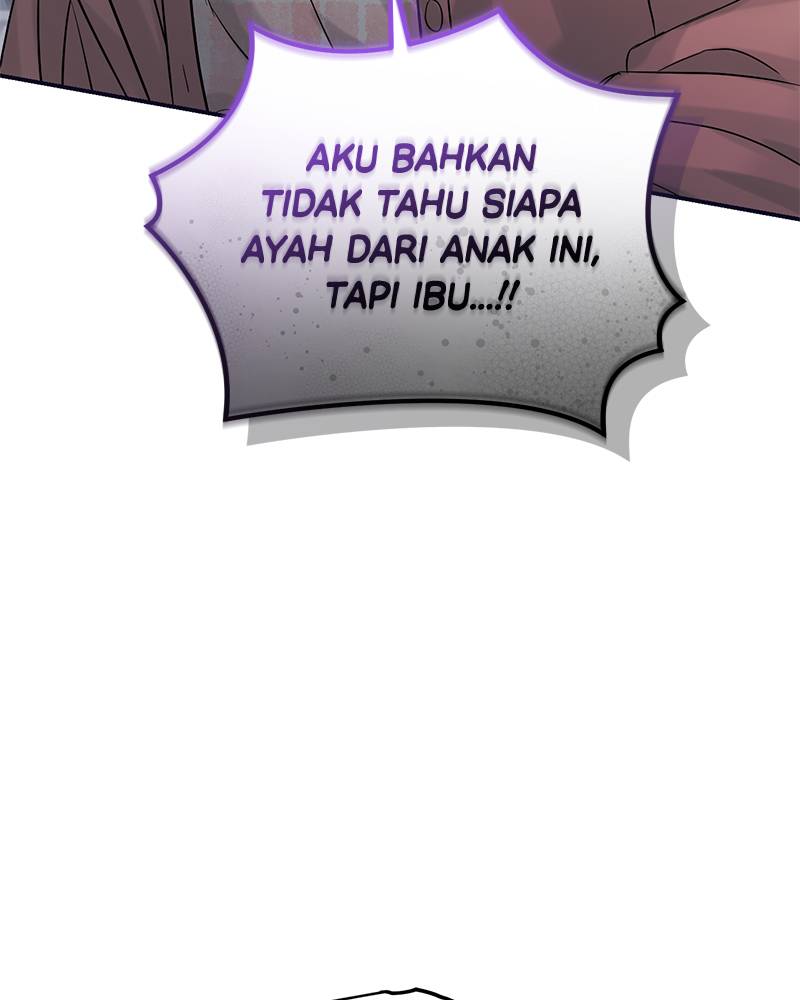 AKU BAHKAN
TIDAK TAHU SIAPA
AYAH DARI ANAK INI,
TAPI IBU...!!